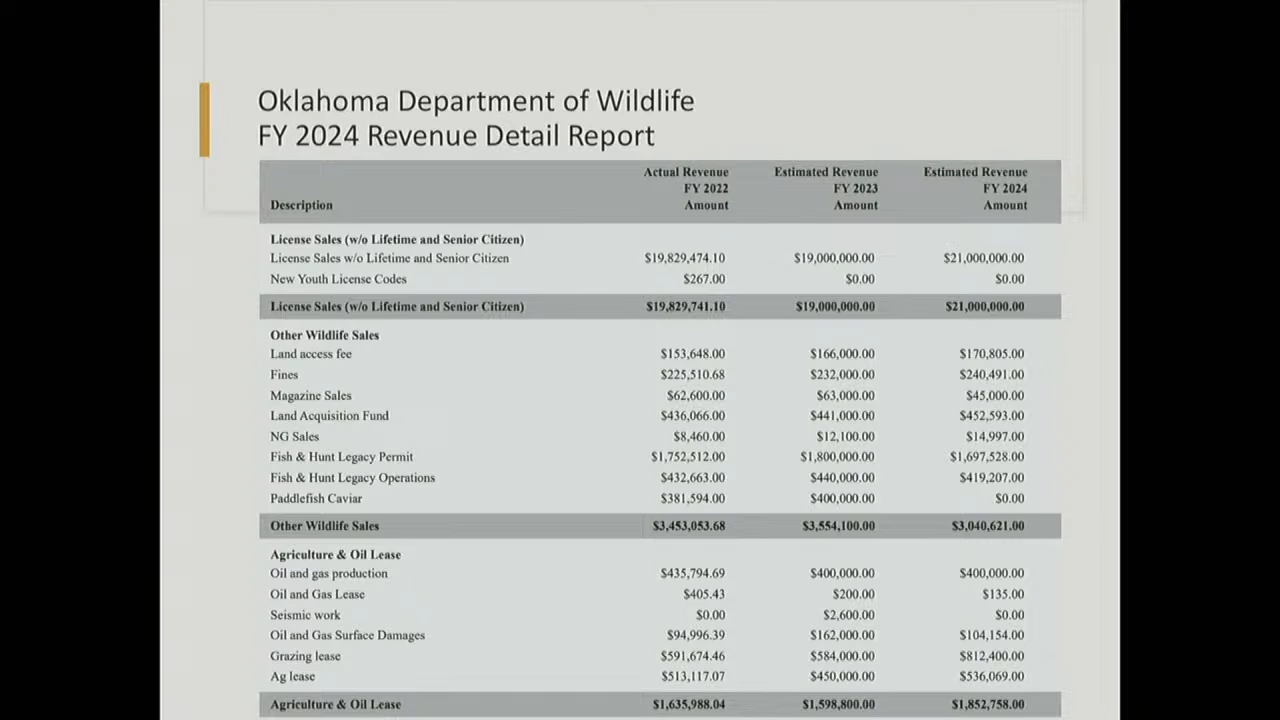 Oklahoma Department of Wildlife
FY 2024 Revenue Detail Report
Actual Revenue Estimated Revenue Estimated Revenue
FY 2022 FY 2023 FY 2024
Description Amount Amount Amount
License Sales (w/o Lifetime and Senior Citizen)
License Sales w/o Lifetime and Senior Citizen $19,829,474.10 $19,000,000.00 $21,000,000.00
New Youth License Codes $267.00 $0.00 $0.00
License Sales (w/o Lifetime and Senior Citizen) $19,829,741.10 $19,000,000.00 $21,000,000.00
Other Wildlife Sales
Land access fee $153,648.00 $166,000.00 $170,805.00
Fines $225,510.68 $232,000.00 $240,491.00
Magazine Sales $62,600.00 $63,000.00 $45,000.00
Land Acquisition Fund $436,066.00 $441,000.00 $452,593.00
NG Sales $8,460.00 $12,100.00 $14,997.00
Fish & Hunt Legacy Permit $1,752,512.00 $1,800,000.00 $1,697,528.00
Fish & Hunt Legacy Operations $432,663.00 $440,000.00 $419,207.00
Paddlefish Caviar $381,594.00 $400,000.00 $0.00
Other Wildlife Sales $3,453,053.68 $3,554,100.00 $3,040,621.00
Agriculture & Oil Lease
Oil and gas production $435,794.69 $400,000.00 $400,000.00
Oil and Gas Lease $405.43 $200.00 $135.00
Seismic work $0.00 $2,600.00 $0.00
Oil and Gas Surface Damages $94,996.39 $162,000.00 $104,154.00
Grazing lease $591,674.46 $584,000.00 $812,400.00
Ag lease $513,117.07 $450,000.00 $536,069.00
Agriculture & Oil Lease $1,635,988.04 $1,598,800.00 $1,852,758.00